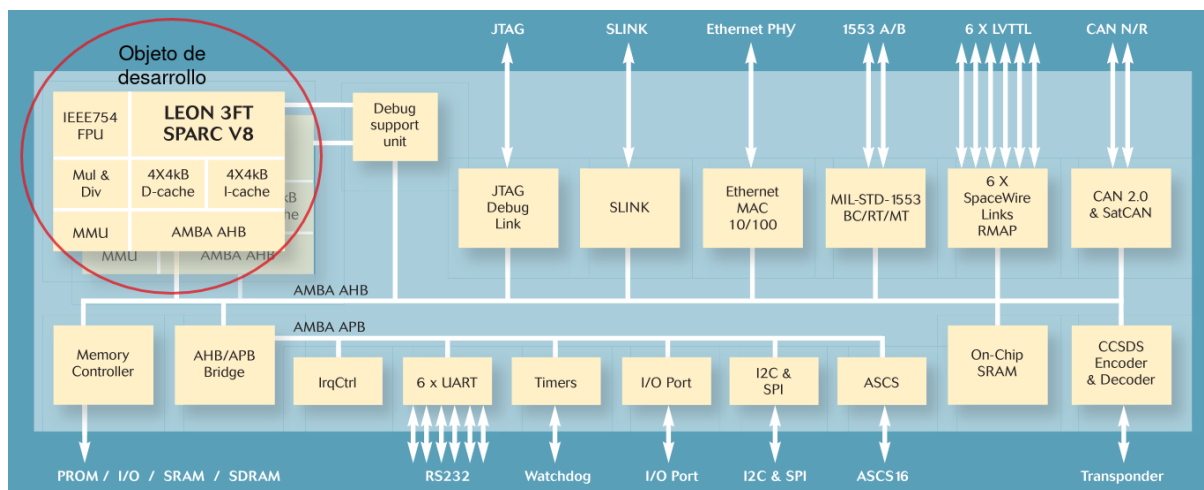 JTAG
SLINK
Ethernet PHY
1553 A/B
6 X LVTTL
CAN N/R
Objeto de
desarrollo
IEEE754
FPU
LEON 3FT
SPARC V8
Mul &
Div
4X4kB
D-cache
4X4kB
I-cache
MMU
AMBA AHB
kB
che
MMU
AMBA AHB
Debug
support
unit
JTAG
Debug
Link
SLINK
Ethernet
MAC
10/100
MIL-STD-1553
BC/RT/MT
6 X
SpaceWire
Links
RMAP
CAN 2.0
& SatCAN
AMBA AHB
AMBA APB
Memory
Controller
AHB/APB
Bridge
IrqCtrl
6 x UART
Timers
I/O Port
I2C &
SPI
ASCS
On-Chip
SRAM
CCSDS
Encoder
& Decoder
PROM / I/O / SRAM / SDRAM
RS232
Watchdog
I/O Port
I2C & SPI
ASCS16
Transponder